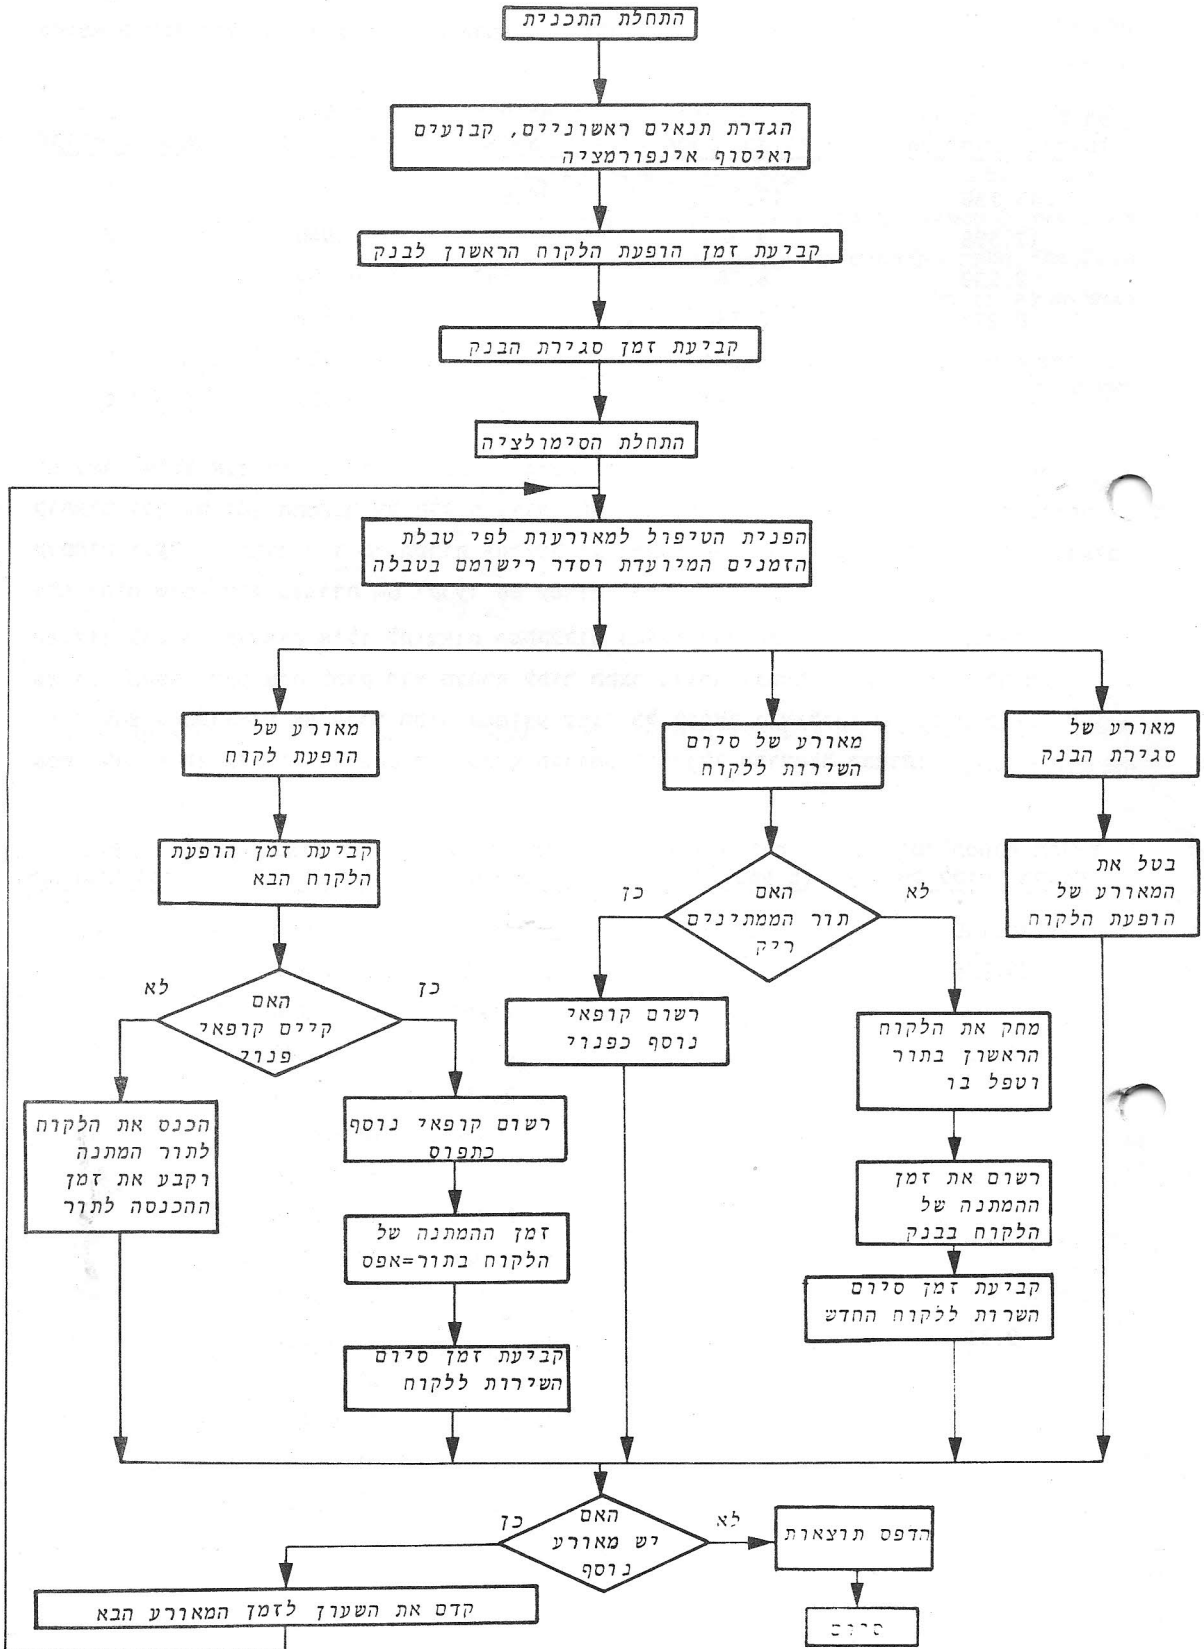 התחלת התכנית
הגדרת תנאים ראשוניים, קבועים
ואיסוף אינפורמציה
קביעת זמן הופעת הלקוח הראשון לבנק
קביעת זמן סגירת הבנק
התחלת הסימולציה
הפנית הטיפול למאורעות לפי טבלת
הזמנים המיועדת וסדר רישומם בטבלה
מאורע של
סגירת הבנק
בטל את
המאורע של
הופעת הלקוח
מאורע של סיום
השירות ללקוח
האם
תור הממתינים
ריק
לא
כן
מחק את הלקוח
הראשון בתור
וטפל בו
רשום את זמן
ההמתנה של
הלקוח בבנק
קביעת זמן סיום
השרות ללקוח החדש
רשום קופאי
נוסף כפנוי
מאורע של
הופעת לקוח
קביעת זמן הופעת
הלקוח הבא
האם
קיים קופאי
פנוי
כן
לא
רשום קופאי נוסף
כתפוס
זמן ההמתנה של
הלקוח בתור=אפס
קביעת זמן סיום
השירות ללקוח
הכנס את הלקוח
לתור המתנה
וקבע את זמן
ההכנסה לתור
האם
יש מאורע
נוסף
לא
כן
הדפס תוצאות
סיום
קדם את השעון לזמן המאורע הבא